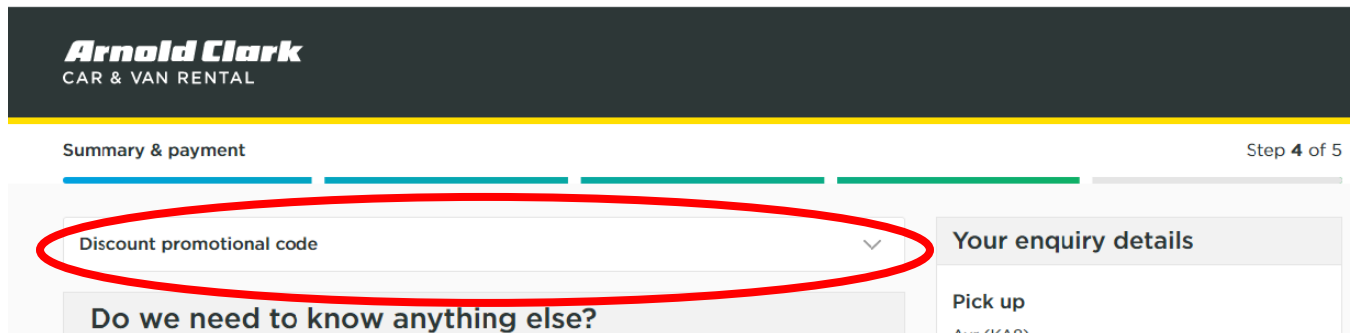 Arnold Clark
CAR & VAN RENTAL
Summary & payment
Step 4 of 5
Discount promotional code
Your enquiry details
Do we need to know anything else?
Pick up